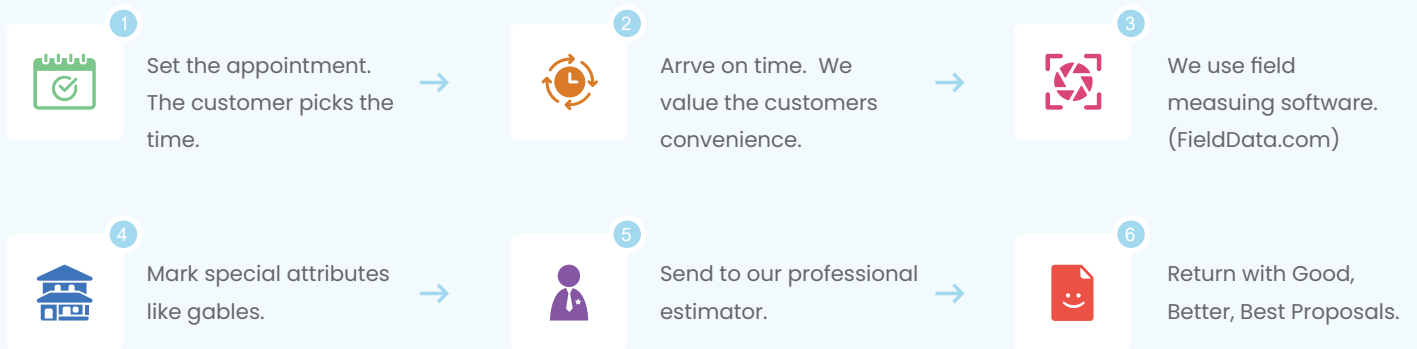 1
Set the appointment.
The customer picks the
time.
2
Arrve on time.  We
value the customers
convenience.
3
We use field
measuing software.
(FieldData.com)
4
Mark special attributes
like gables.
5
Send to our professional
estimator.
6
Return with Good,
Better, Best Proposals.